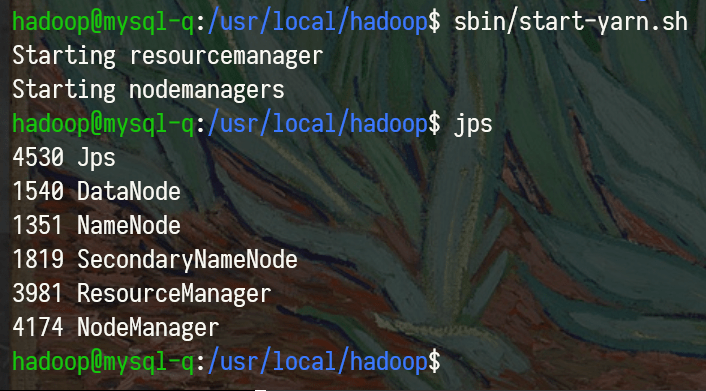 hadoop@mysql-q:/usr/local/hadoop$ sbin/start-yarn.sh
Starting resourcemanager
Starting nodemanagers
hadoop@mysql-q:/usr/local/hadoop$ jps
4530 Jps
1540 DataNode
1351 NameNode
1819 SecondaryNameNode
3981 ResourceManager
4174 NodeManager
hadoop@mysql-q:/usr/local/hadoop$